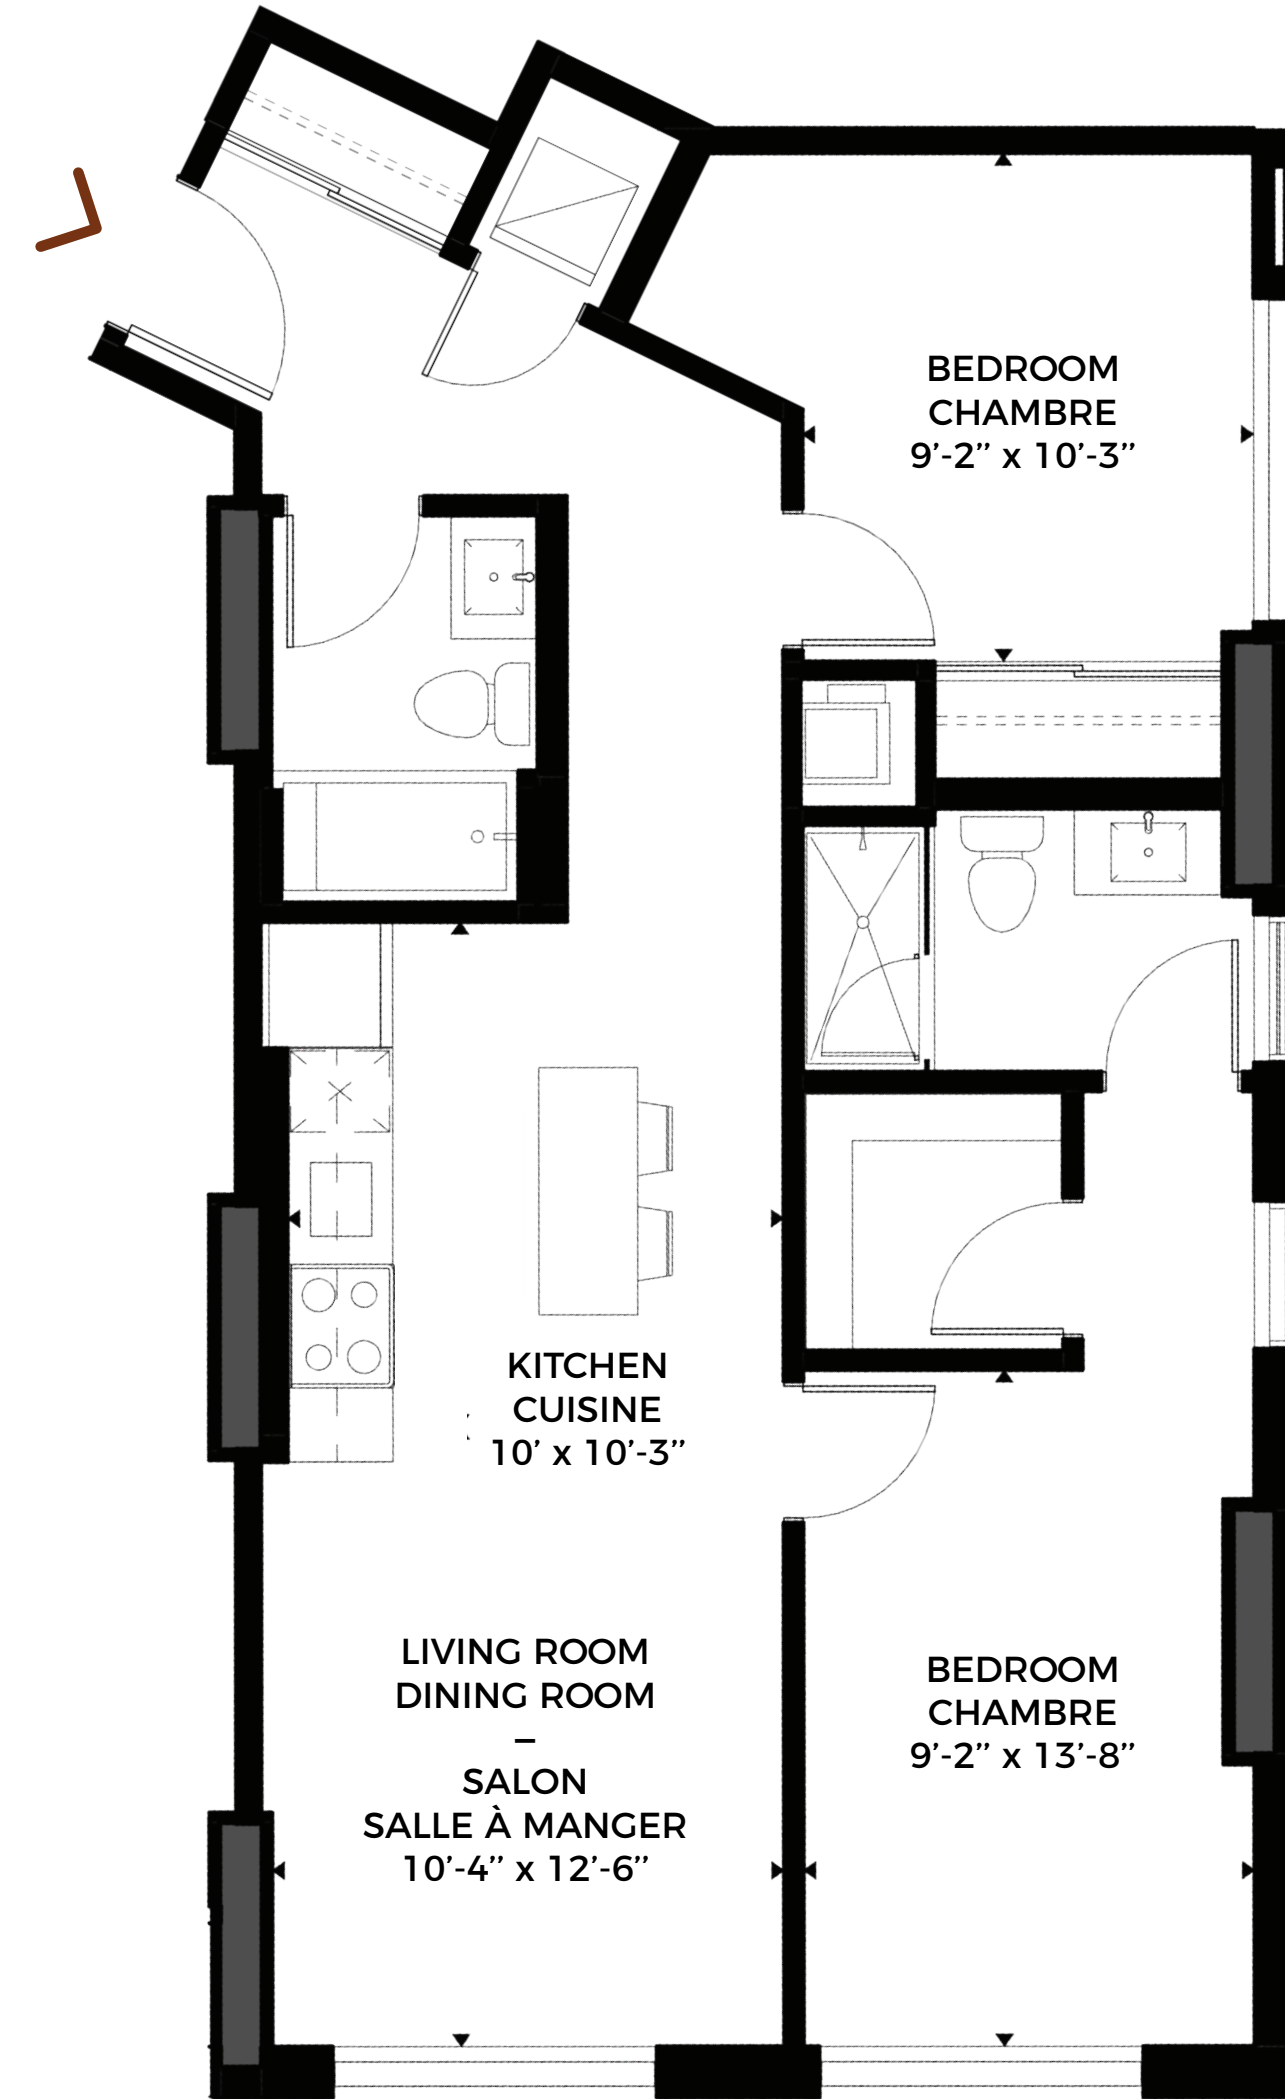 BEDROOM
CHAMBRE
9’-2” x 10’-3”
KITCHEN
CUISINE
10’ x 10’-3”
LIVING ROOM
DINING ROOM
–
SALON
SALLE À MANGER
10’-4” x 12’-6”
BEDROOM
CHAMBRE
9’-2” x 13’-8”